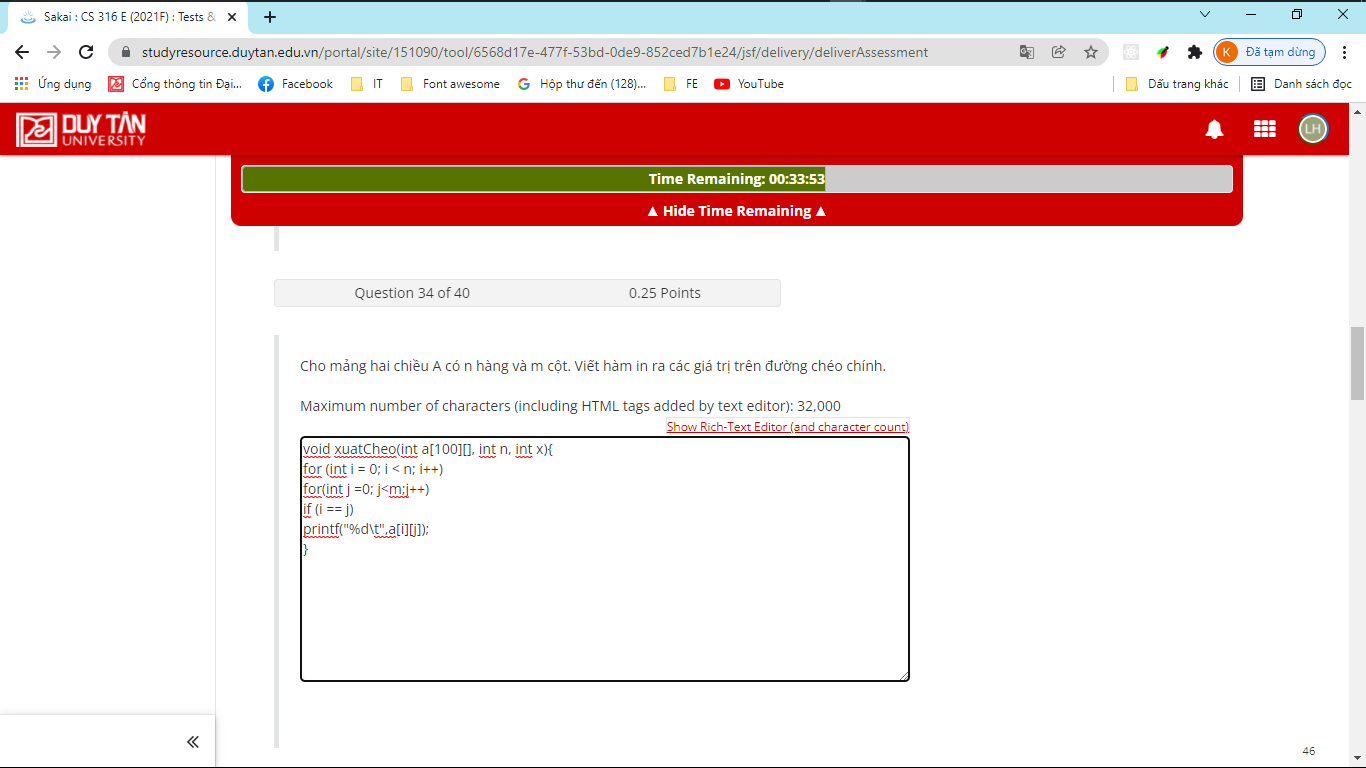 Sakai : CS 316 E (2021F) : Tests &
studyresource.duytan.edu.vn/portal/site/151090/tool/6568d17e-477f-53bd-0de9-852ced7b1e24/jsf/delivery/deliverAssessment
K Đã tạm dừng
Ứng dụng Cổng thông tin Đại... Facebook IT Font awesome Hộp thư đến (128)... FE YouTube Dấu trang khác Danh sách đọc
DUY TÂN
UNIVERSITY
LH
Time Remaining: 00:33:53
▲ Hide Time Remaining ▲
Question 34 of 40 0.25 Points
Cho mảng hai chiều A có n hàng và m cột. Viết hàm in ra các giá trị trên đường chéo chính.
Maximum number of characters (including HTML tags added by text editor): 32,000
Show Rich-Text Editor (and character count)
void xuatCheo(int a[100][], int n, int x){
for (int i = 0; i < n; i++)
for(int j =0; j<m;j++)
if (i == j)
printf("%d\t",a[i][j]);
}
46